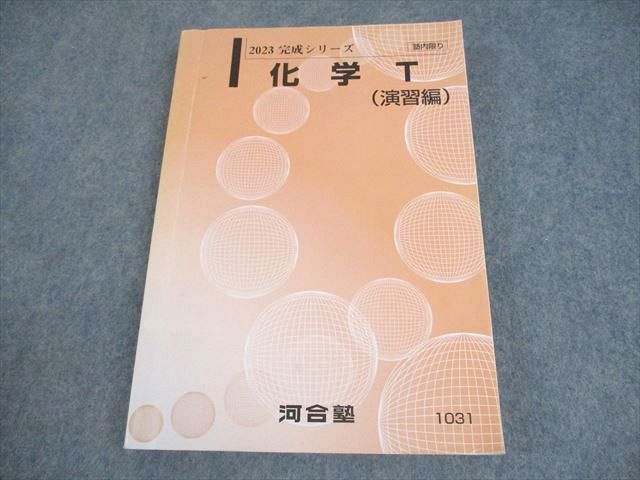 2023 完成シリーズ
塾内限り
化学T
(演習編)
河合塾
1031